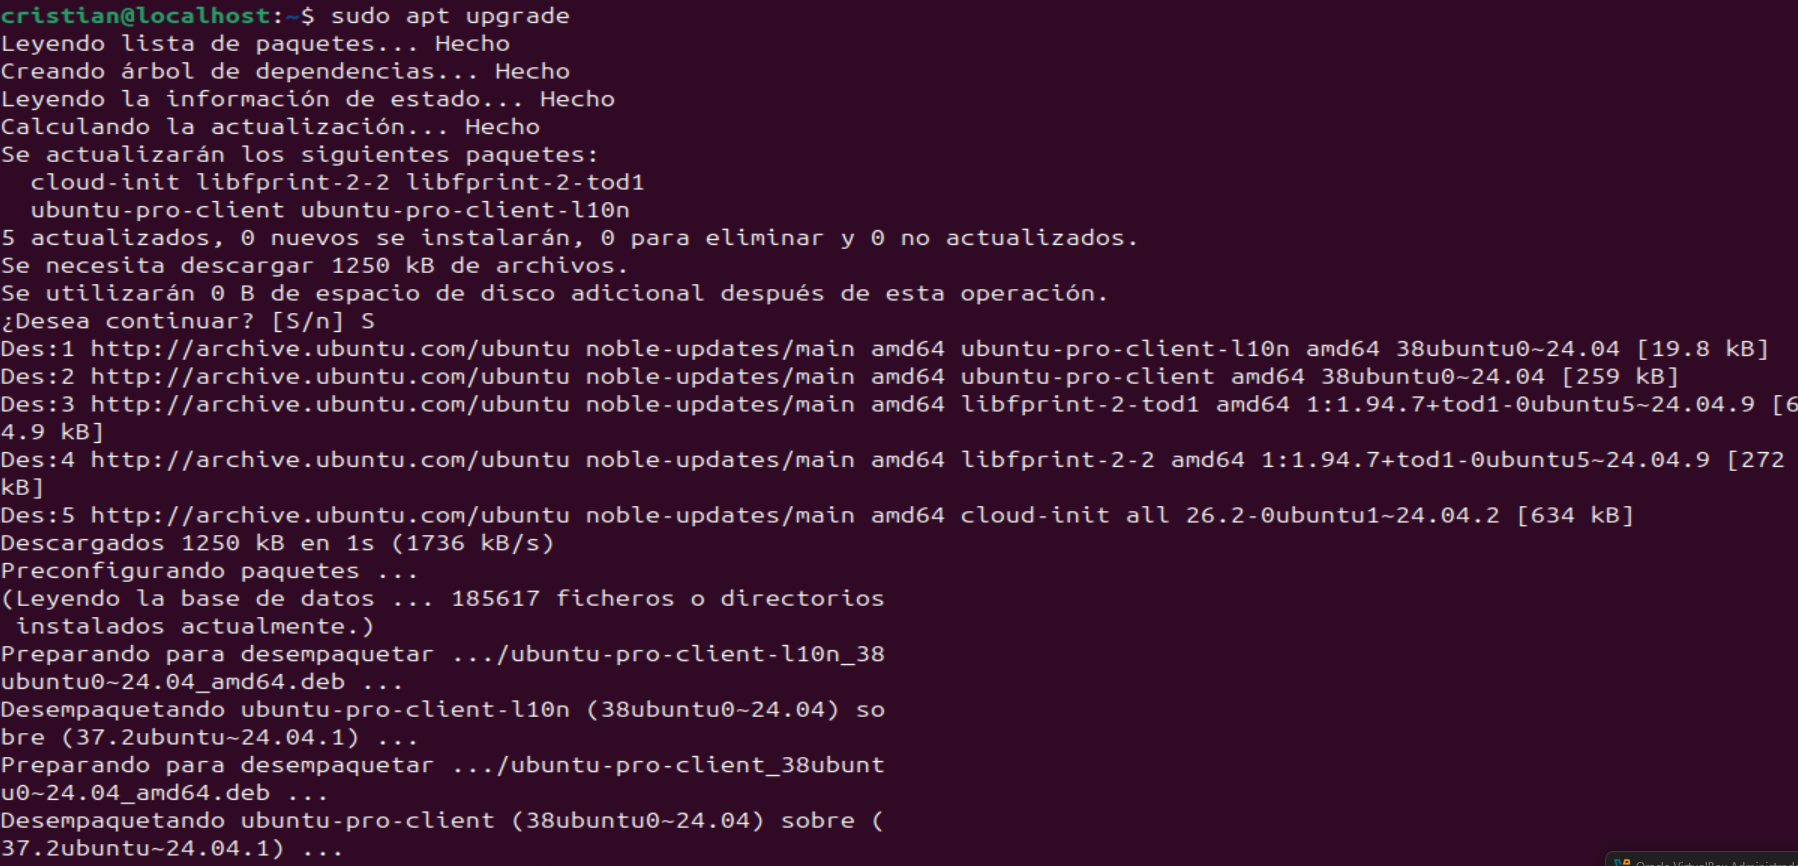 cristian@localhost:~$ sudo apt upgrade
Leyendo lista de paquetes... Hecho
Creando árbol de dependencias... Hecho
Leyendo la información de estado... Hecho
Calculando la actualización... Hecho
Se actualizarán los siguientes paquetes:
  cloud-init libfprint-2-2 libfprint-2-tod1
  ubuntu-pro-client ubuntu-pro-client-l10n
5 actualizados, 0 nuevos se instalarán, 0 para eliminar y 0 no actualizados.
Se necesita descargar 1250 kB de archivos.
Se utilizarán 0 B de espacio de disco adicional después de esta operación.
¿Desea continuar? [S/n] S
Des:1 http://archive.ubuntu.com/ubuntu noble-updates/main amd64 ubuntu-pro-client-l10n amd64 38ubuntu0~24.04 [19.8 kB]
Des:2 http://archive.ubuntu.com/ubuntu noble-updates/main amd64 ubuntu-pro-client amd64 38ubuntu0~24.04 [259 kB]
Des:3 http://archive.ubuntu.com/ubuntu noble-updates/main amd64 libfprint-2-tod1 amd64 1:1.94.7+tod1-0ubuntu5~24.04.9 [6
4.9 kB]
Des:4 http://archive.ubuntu.com/ubuntu noble-updates/main amd64 libfprint-2-2 amd64 1:1.94.7+tod1-0ubuntu5~24.04.9 [272
kB]
Des:5 http://archive.ubuntu.com/ubuntu noble-updates/main amd64 cloud-init all 26.2-0ubuntu1~24.04.2 [634 kB]
Descargados 1250 kB en 1s (1736 kB/s)
Preconfigurando paquetes ...
(Leyendo la base de datos ... 185617 ficheros o directorios
 instalados actualmente.)
Preparando para desempaquetar .../ubuntu-pro-client-l10n_38
ubuntu0~24.04_amd64.deb ...
Desempaquetando ubuntu-pro-client-l10n (38ubuntu0~24.04) so
bre (37.2ubuntu~24.04.1) ...
Preparando para desempaquetar .../ubuntu-pro-client_38ubunt
u0~24.04_amd64.deb ...
Desempaquetando ubuntu-pro-client (38ubuntu0~24.04) sobre (
37.2ubuntu~24.04.1) ...
Oracle VirtualBox